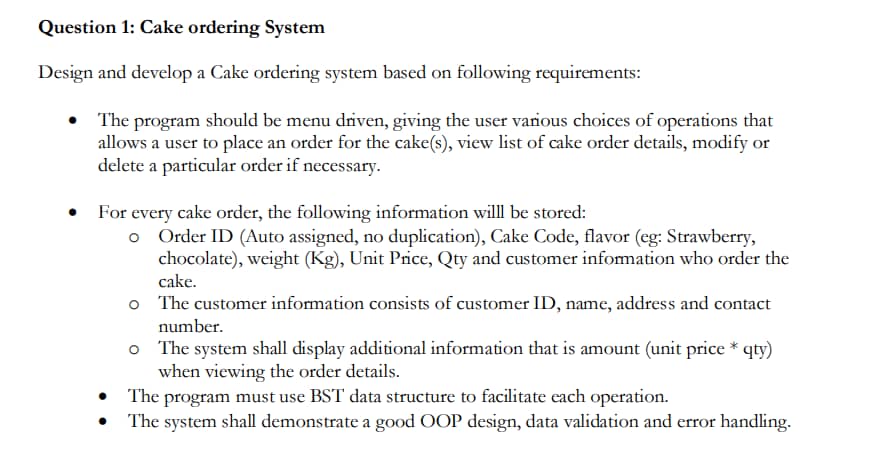 Question 1: Cake ordering System
Design and develop a Cake ordering system based on following requirements:
• The program should be menu driven, giving the user various choices of operations that
allows a user to place an order for the cake(s), view list of cake order details, modify or
delete a particular order if necessary.
• For every cake order, the following information willl be stored:
o Order ID (Auto assigned, no duplication), Cake Code, flavor (eg: Strawberry,
chocolate), weight (Kg), Unit Price, Qty and customer information who order the
cake.
o The customer information consists of customer ID, name, address and contact
number.
o The system shall display additional information that is amount (unit price * qty)
when viewing the order details.
• The program must use BST data structure to facilitate each operation.
• The system shall demonstrate a good OOP design, data validation and error handling.